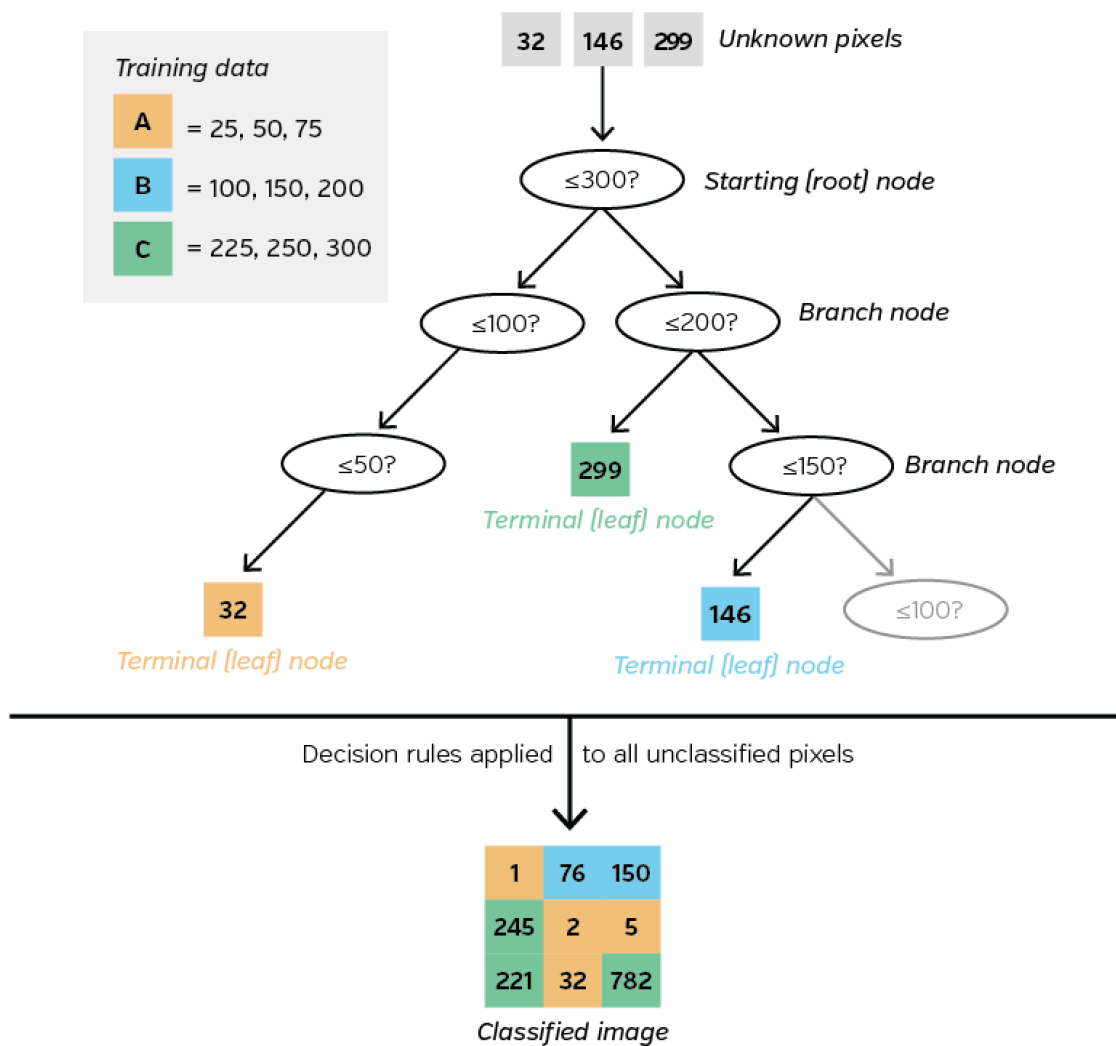 32 146 299 Unknown pixels
Training data
A = 25, 50, 75
B = 100, 150, 200
C = 225, 250, 300
≤300? Starting (root) node
≤100? ≤200? Branch node
≤50? 299 ≤150? Branch node
Terminal (leaf) node
32 146 ≤100?
Terminal (leaf) node Terminal (leaf) node
Decision rules applied to all unclassified pixels
1 76 150
245 2 5
221 32 782
Classified image